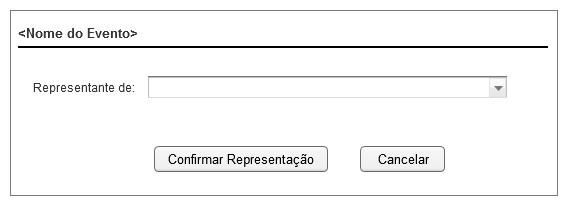 <Nome do Evento>
Representante de:
Confirmar Representação
Cancelar